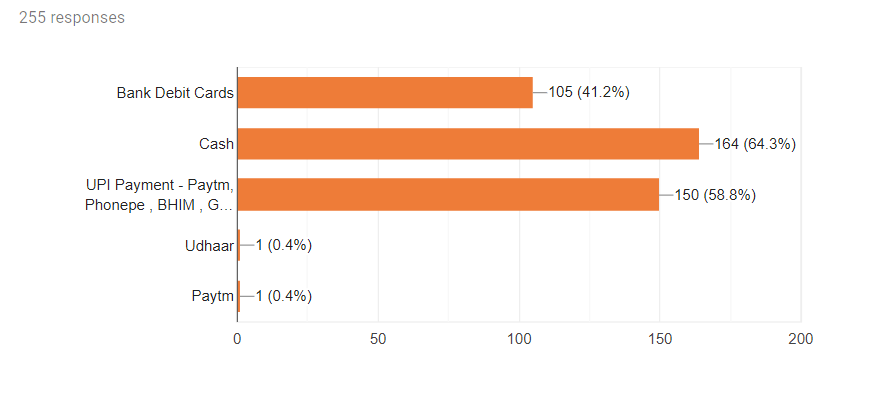 255 responses
Bank Debit Cards
105 (41.2%)
Cash
164 (64.3%)
UPI Payment - Paytm,
Phonepe , BHIM , G...
150 (58.8%)
Udhaar
1 (0.4%)
Paytm
1 (0.4%)
0 50 100 150 200